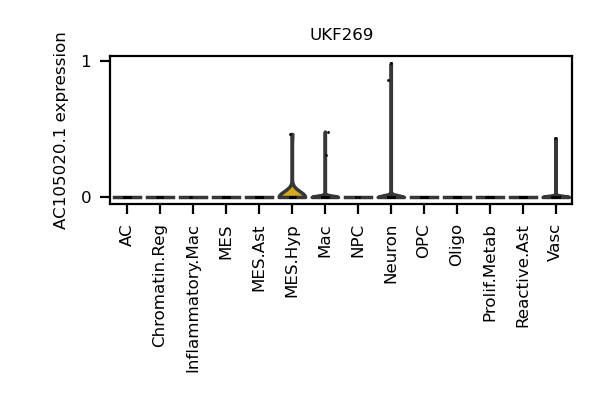 UKF269
AC105020.1 expression
1
0
AC
Chromatin.Reg
Inflammatory.Mac
MES
MES.Ast
MES.Hyp
Mac
NPC
Neuron
OPC
Oligo
Prolif.Metab
Reactive.Ast
Vasc